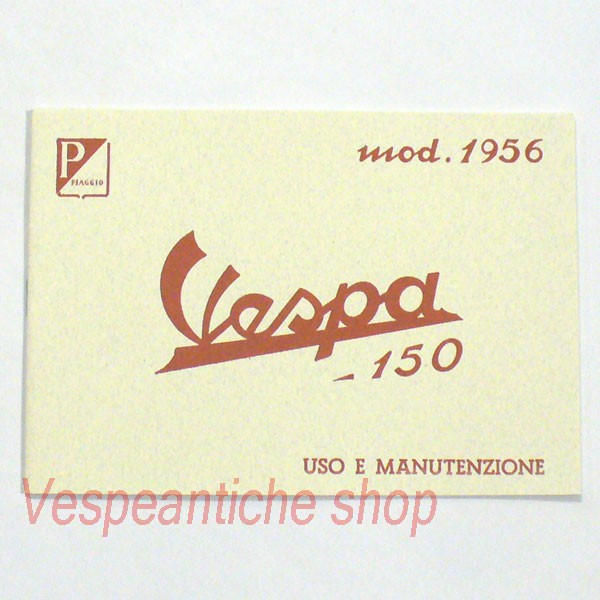 P
PIAGGIO
mod. 1956
Vespa
150
USO E MANUTENZIONE
Vespeantiche shop